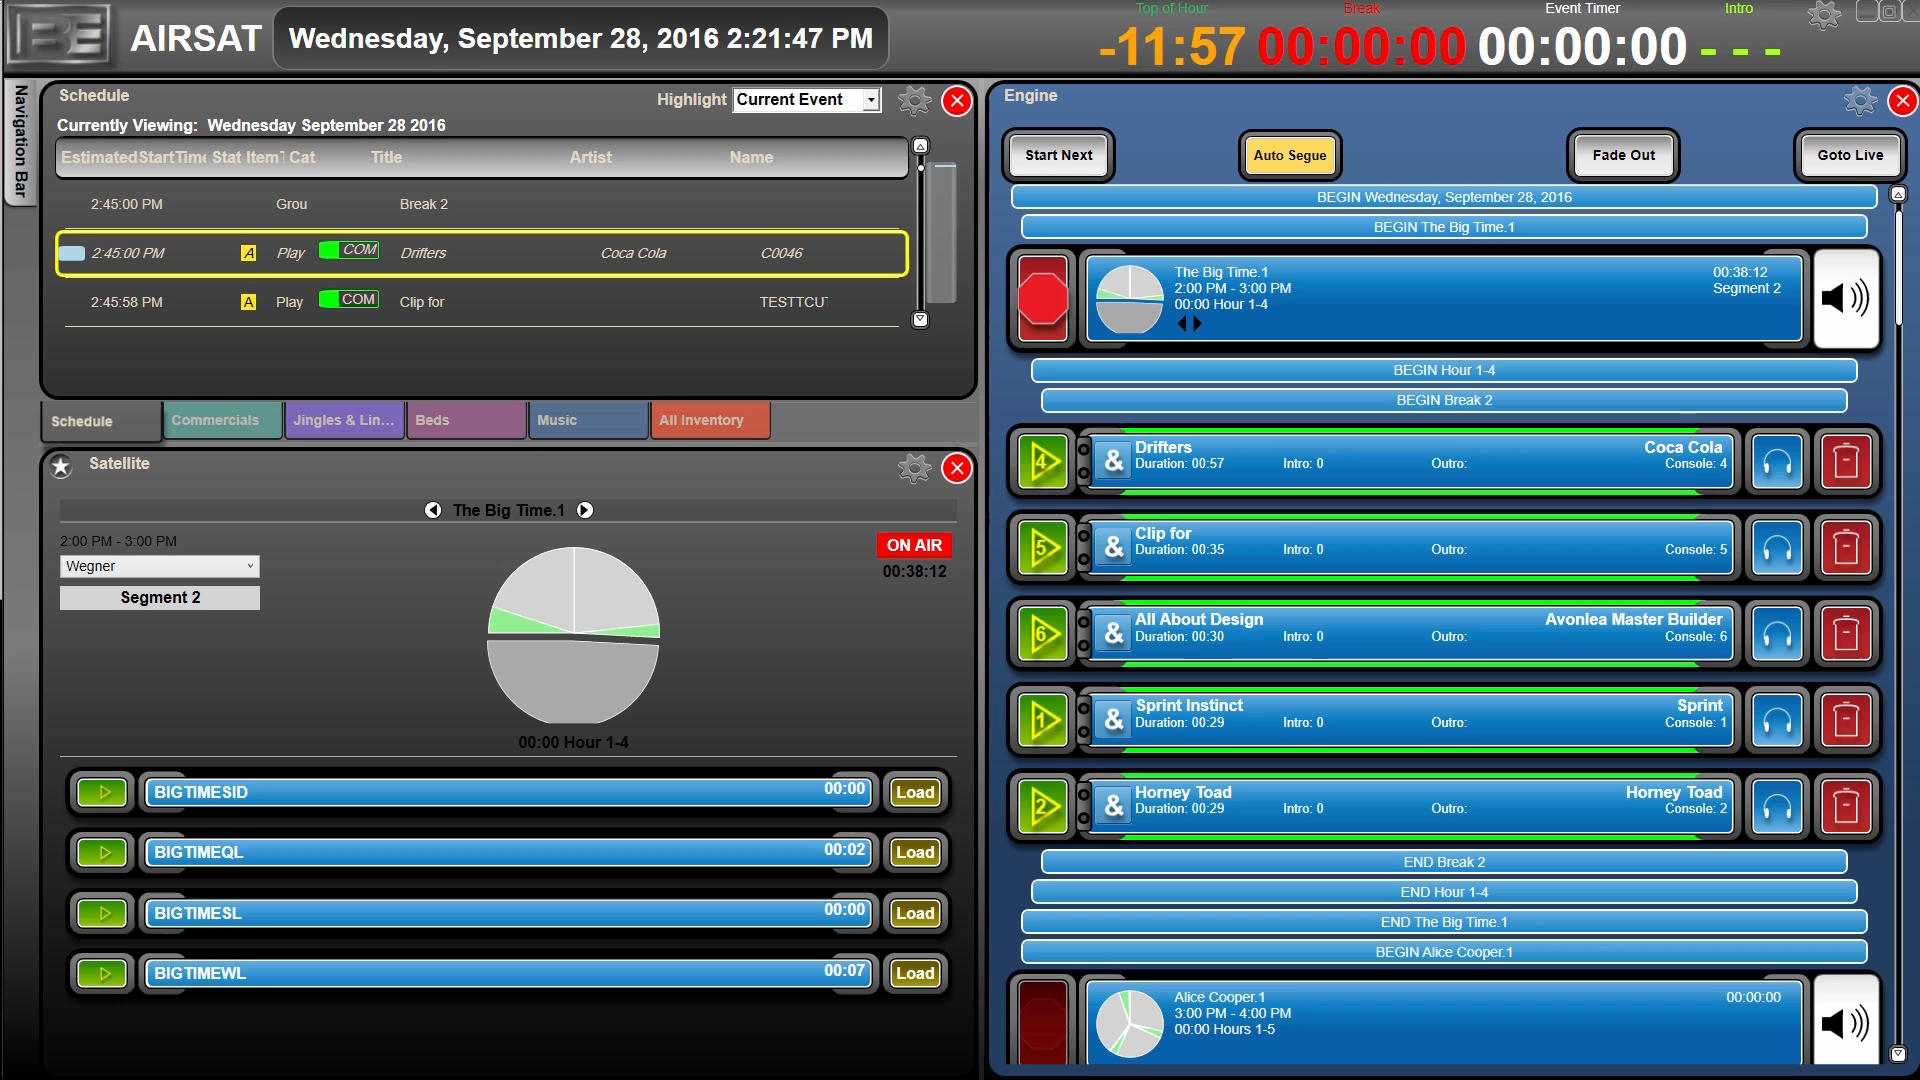 BE AIRSAT Wednesday, September 28, 2016 2:21:47 PM
Top of Hour Break Event Timer Intro
-11:57 00:00:00 00:00:00 - - -
Navigation Bar
Schedule
Highlight Current Event
Currently Viewing: Wednesday September 28 2016
EstimatedStartTime Stat ItemT Cat Title Artist Name
2:45:00 PM Grou Break 2
2:45:00 PM A Play COM Drifters Coca Cola C0046
2:45:58 PM A Play COM Clip for TESTTCUT
Schedule Commercials Jingles & Lin... Beds Music All Inventory
Satellite
The Big Time.1
2:00 PM - 3:00 PM
ON AIR
Wegner
00:38:12
Segment 2
00:00 Hour 1-4
BIGTIMESID 00:00 Load
BIGTIMEQL 00:02 Load
BIGTIMESL 00:00 Load
BIGTIMEWL 00:07 Load
Engine
Start Next Auto Segue Fade Out Goto Live
BEGIN Wednesday, September 28, 2016
BEGIN The Big Time.1
The Big Time.1 00:38:12
2:00 PM - 3:00 PM Segment 2
00:00 Hour 1-4
BEGIN Hour 1-4
BEGIN Break 2
4 & Drifters Coca Cola
Duration: 00:57 Intro: 0 Outro: Console: 4
5 & Clip for
Duration: 00:35 Intro: 0 Outro: Console: 5
6 & All About Design Avonlea Master Builder
Duration: 00:30 Intro: 0 Outro: Console: 6
1 & Sprint Instinct Sprint
Duration: 00:29 Intro: 0 Outro: Console: 1
2 & Horney Toad Horney Toad
Duration: 00:29 Intro: 0 Outro: Console: 2
END Break 2
END Hour 1-4
END The Big Time.1
BEGIN Alice Cooper.1
Alice Cooper.1 00:00:00
3:00 PM - 4:00 PM
00:00 Hours 1-5